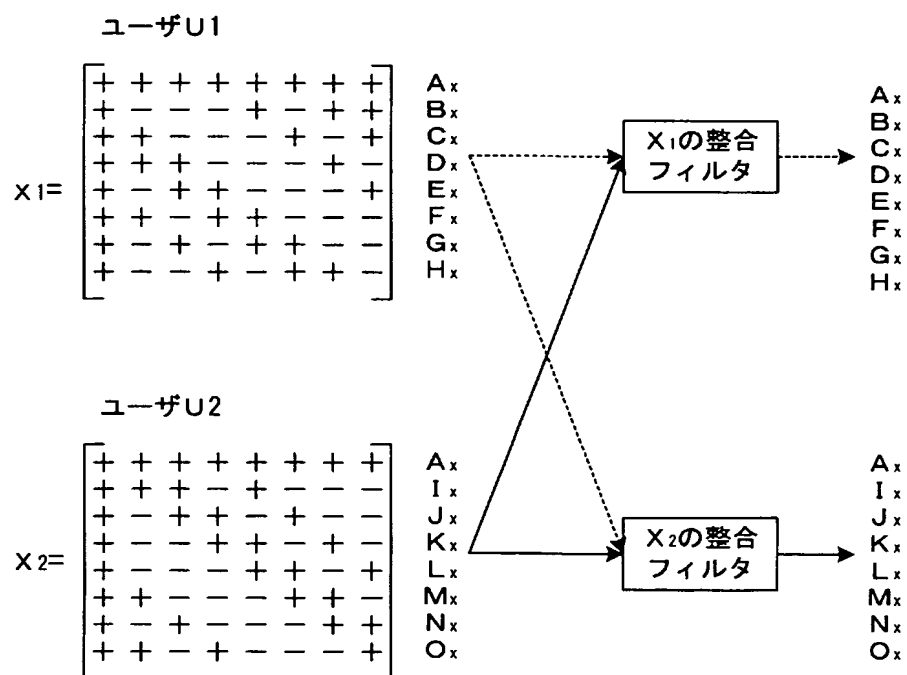 ユーザU1
X1=
+ + + + + + + + Ax
+ − − − + − + + Bx
+ + − − − + − + Cx
+ + + − − − + − Dx
+ − + + − − − + Ex
+ + − + + − − − Fx
+ − + − + + − − Gx
+ − − + − + + − Hx
X1の整合
フィルタ
Ax
Bx
Cx
Dx
Ex
Fx
Gx
Hx
ユーザU2
X2=
+ + + + + + + + Ax
+ + + − + − − − Ix
+ − + + − + − − Jx
+ − − + + − + − Kx
+ − − − + + − + Lx
+ + − − − + + − Mx
+ − + − − − + + Nx
+ + − + − − − + Ox
X2の整合
フィルタ
Ax
Ix
Jx
Kx
Lx
Mx
Nx
Ox